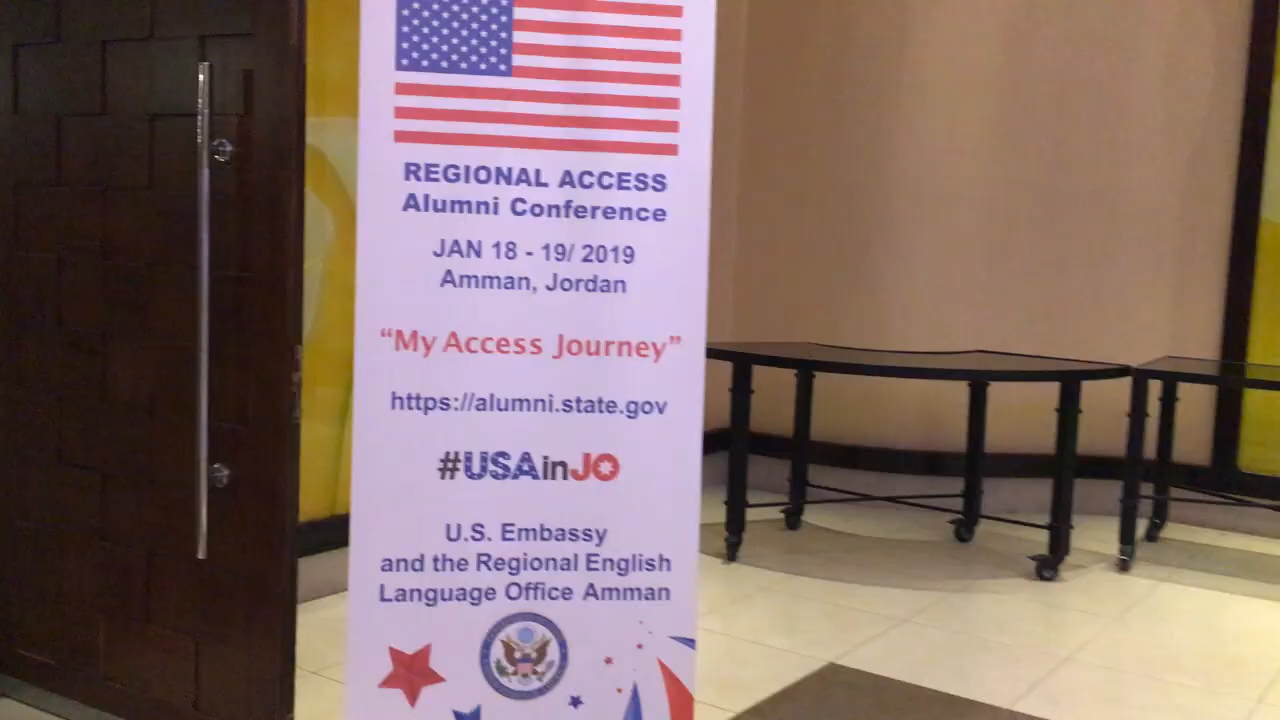 REGIONAL ACCESS
Alumni Conference
JAN 18 - 19/ 2019
Amman, Jordan
“My Access Journey”
https://alumni.state.gov
#USAinJO
U.S. Embassy
and the Regional English
Language Office Amman